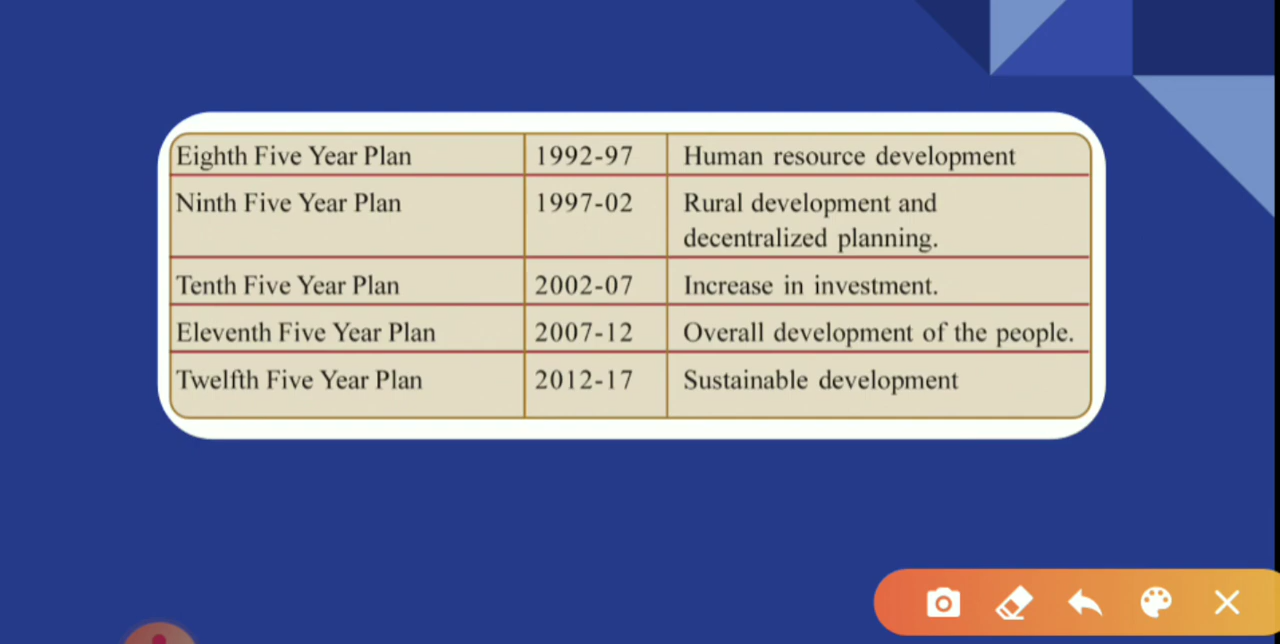 Eighth Five Year Plan 1992-97 Human resource development
Ninth Five Year Plan 1997-02 Rural development and
decentralized planning.
Tenth Five Year Plan 2002-07 Increase in investment.
Eleventh Five Year Plan 2007-12 Overall development of the people.
Twelfth Five Year Plan 2012-17 Sustainable development